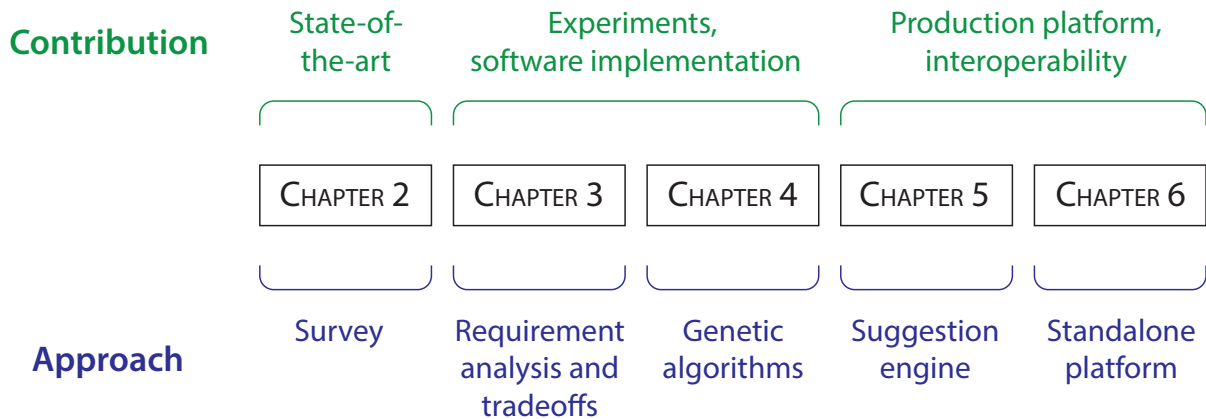 Contribution
State-of-
the-art
Experiments,
software implementation
Production platform,
interoperability
CHAPTER 2
CHAPTER 3
CHAPTER 4
CHAPTER 5
CHAPTER 6
Approach
Survey
Requirement
analysis and
tradeoffs
Genetic
algorithms
Suggestion
engine
Standalone
platform